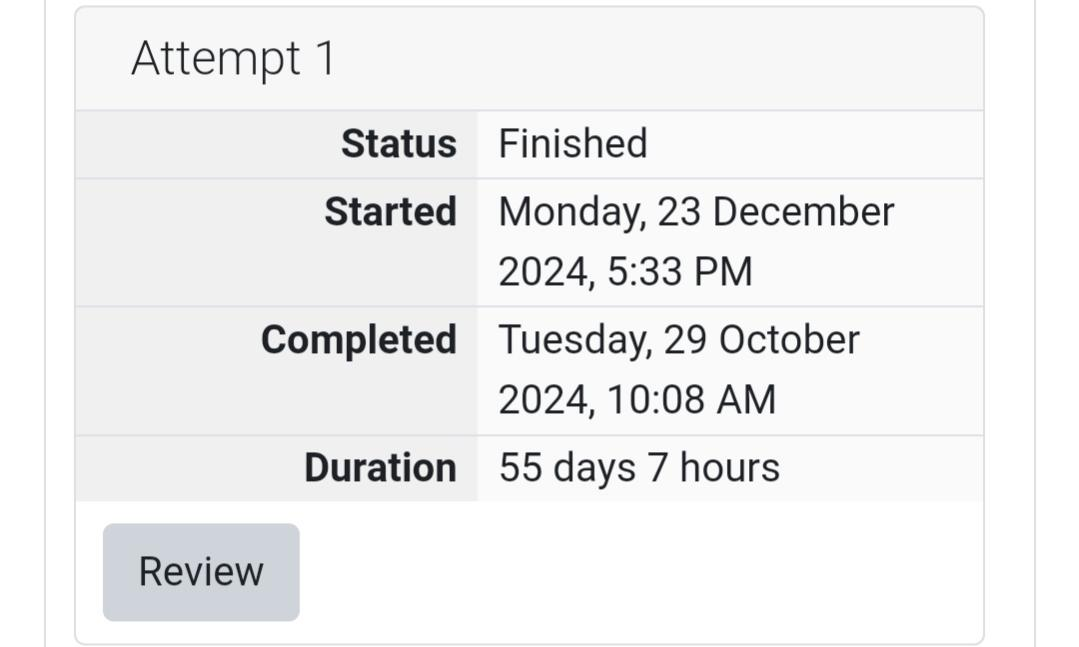 Attempt 1
Status Finished
Started Monday, 23 December
2024, 5:33 PM
Completed Tuesday, 29 October
2024, 10:08 AM
Duration 55 days 7 hours
Review